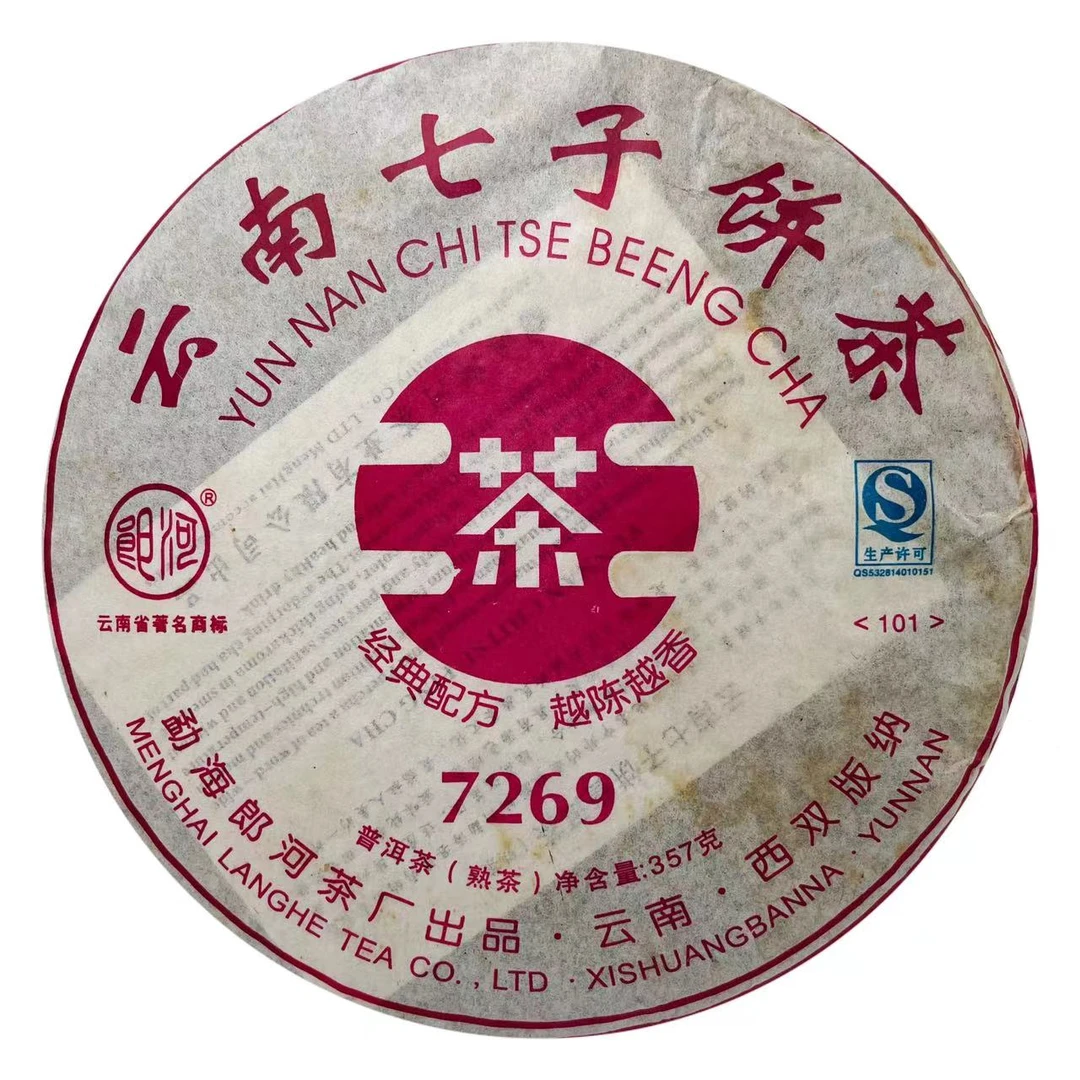 云南七子饼茶
YUN NAN CHI TSE BEENG CHA
茶
郎河®
云南省著名商标
QS
生产许可
QS532814010151
<101>
经典配方 越陈越香
7269
普洱茶（熟茶）净含量:357克
勐海郎河茶厂出品·云南·西双版纳
MENGHAI LANGHE TEA CO., LTD · XISHUANGBANNA · YUNNAN